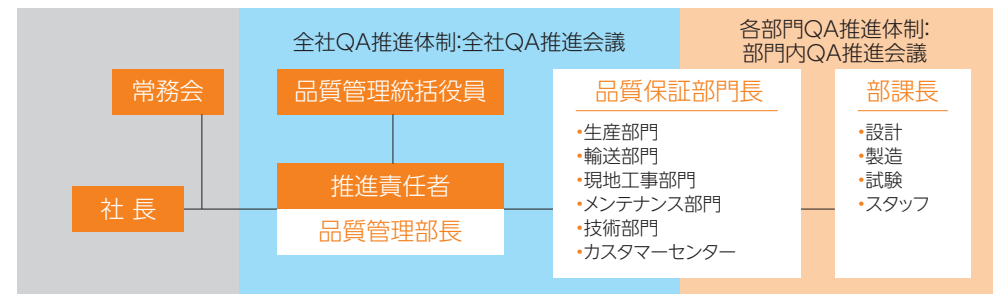 全社QA推進体制:全社QA推進会議
各部門QA推進体制:
部門内QA推進会議
常務会
社 長
品質管理統括役員
推進責任者
品質管理部長
品質保証部門長
•生産部門
•輸送部門
•現地工事部門
•メンテナンス部門
•技術部門
•カスタマーセンター
部課長
•設計
•製造
•試験
•スタッフ